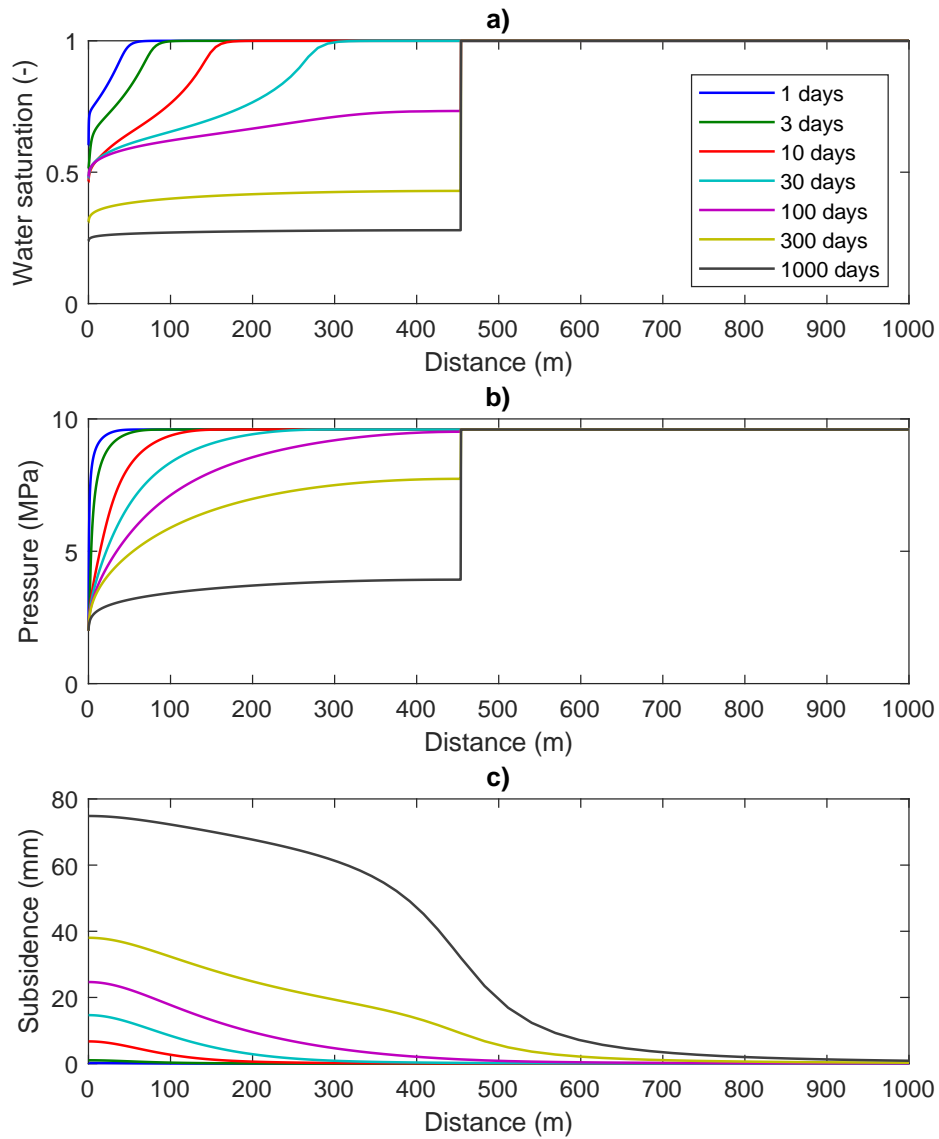 a)
Water saturation (-)
1
0.5
0
0 100 200 300 400 500 600 700 800 900 1000
Distance (m)
1 days
3 days
10 days
30 days
100 days
300 days
1000 days
b)
Pressure (MPa)
10
5
0
0 100 200 300 400 500 600 700 800 900 1000
Distance (m)
c)
Subsidence (mm)
80
60
40
20
0
0 100 200 300 400 500 600 700 800 900 1000
Distance (m)